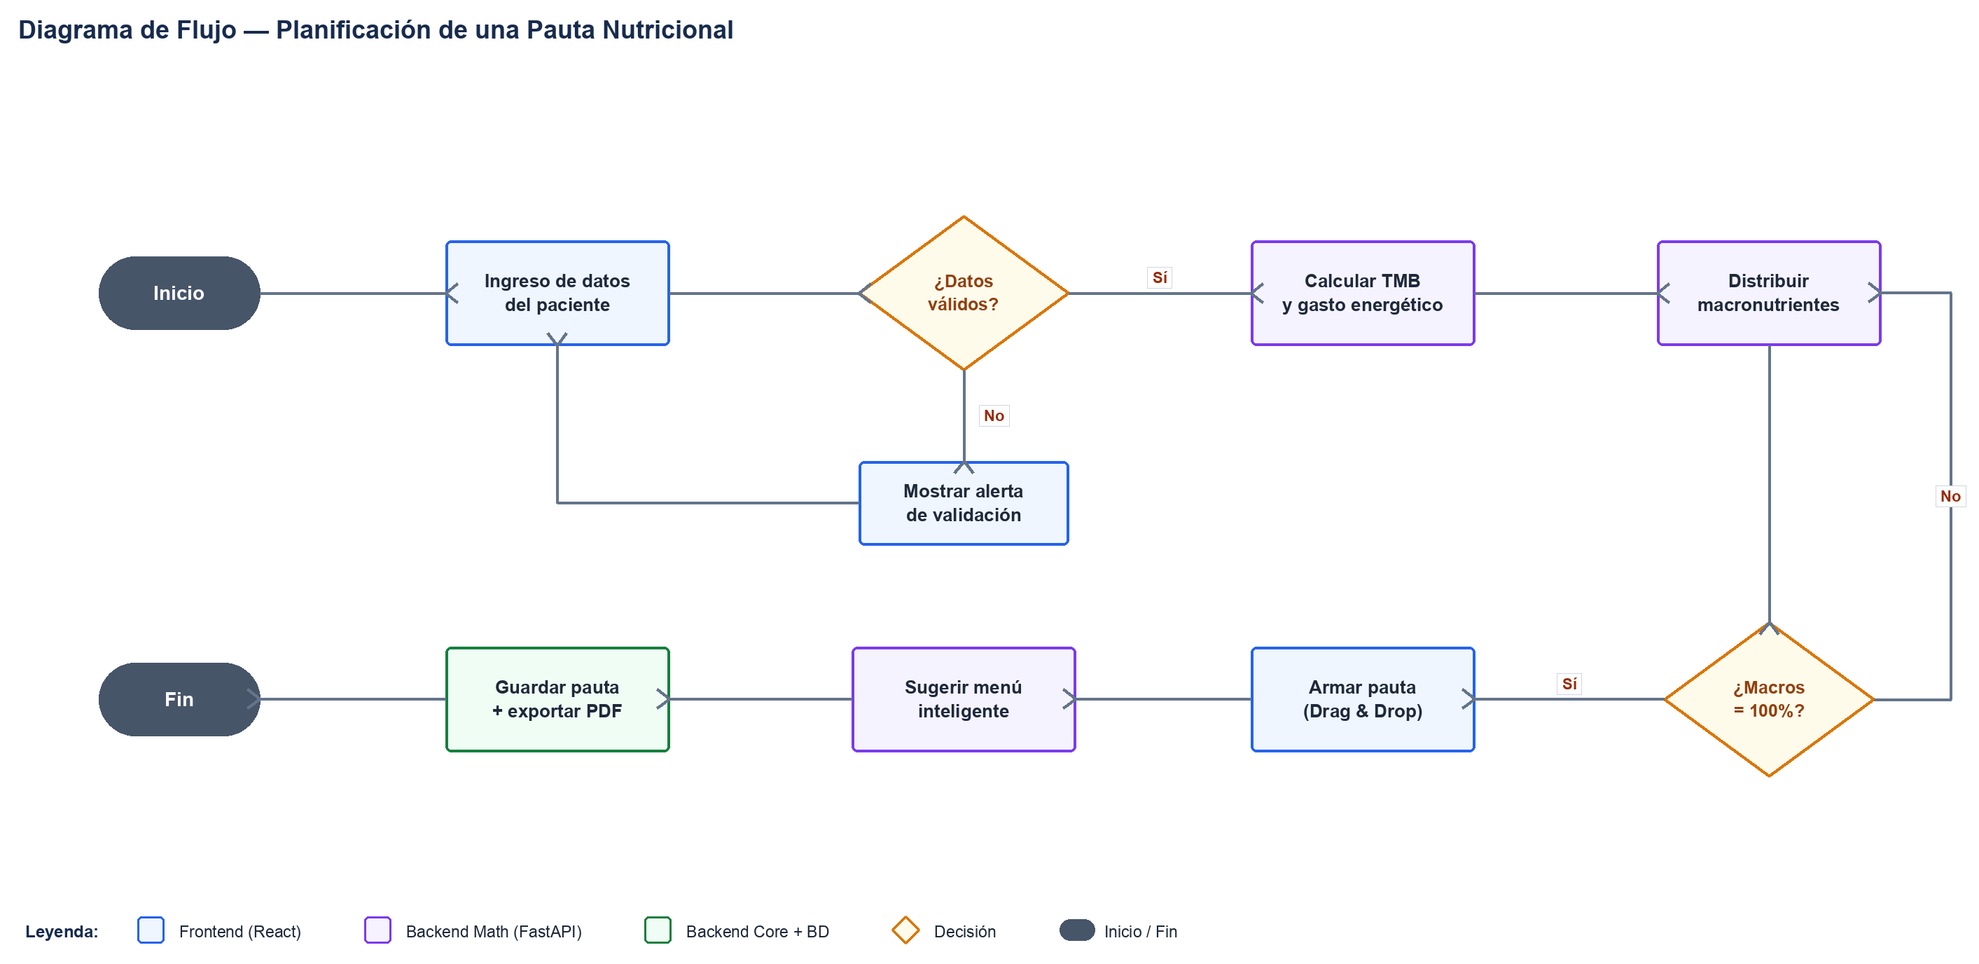 Diagrama de Flujo — Planificación de una Pauta Nutricional
Inicio
Ingreso de datos
del paciente
¿Datos
válidos?
Sí
Calcular TMB
y gasto energético
Distribuir
macronutrientes
No
Mostrar alerta
de validación
No
Fin
Guardar pauta
+ exportar PDF
Sugerir menú
inteligente
Armar pauta
(Drag & Drop)
Sí
¿Macros
= 100%?
Leyenda:
Frontend (React)
Backend Math (FastAPI)
Backend Core + BD
Decisión
Inicio / Fin